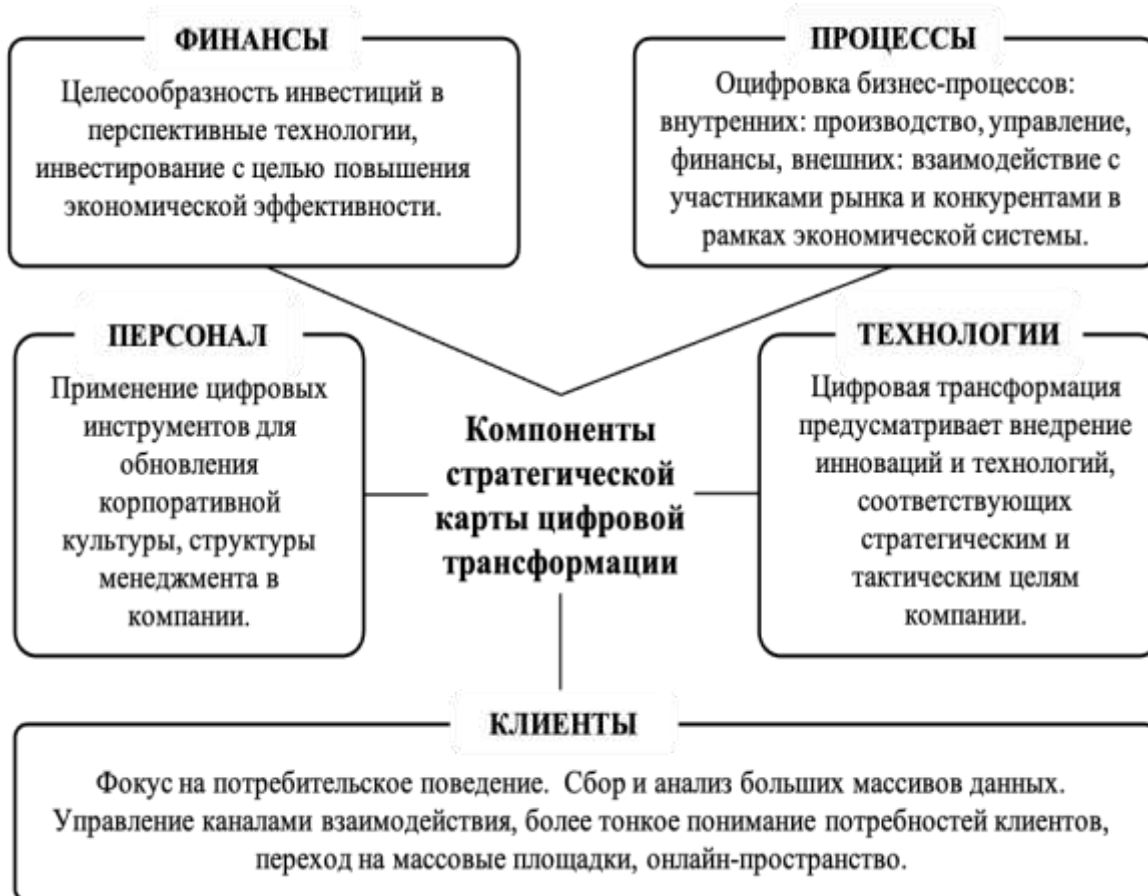 ФИНАНСЫ
Целесообразность инвестиций в
перспективные технологии,
инвестирование с целью повышения
экономической эффективности.
ПРОЦЕССЫ
Оцифровка бизнес-процессов:
внутренних: производство, управление,
финансы, внешних: взаимодействие с
участниками рынка и конкурентами в
рамках экономической системы.
ПЕРСОНАЛ
Применение цифровых
инструментов для
обновления
корпоративной
культуры, структуры
менеджмента в
компании.
Компоненты
стратегической
карты цифровой
трансформации
ТЕХНОЛОГИИ
Цифровая трансформация
предусматривает внедрение
инноваций и технологий,
соответствующих
стратегическим и
тактическим целям
компании.
КЛИЕНТЫ
Фокус на потребительское поведение. Сбор и анализ больших массивов данных.
Управление каналами взаимодействия, более тонкое понимание потребностей клиентов,
переход на массовые площадки, онлайн-пространство.